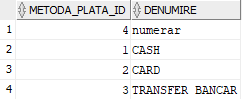 METODA_PLATA_ID DENUMIRE
1 4 numerar
2 1 CASH
3 2 CARD
4 3 TRANSFER BANCAR